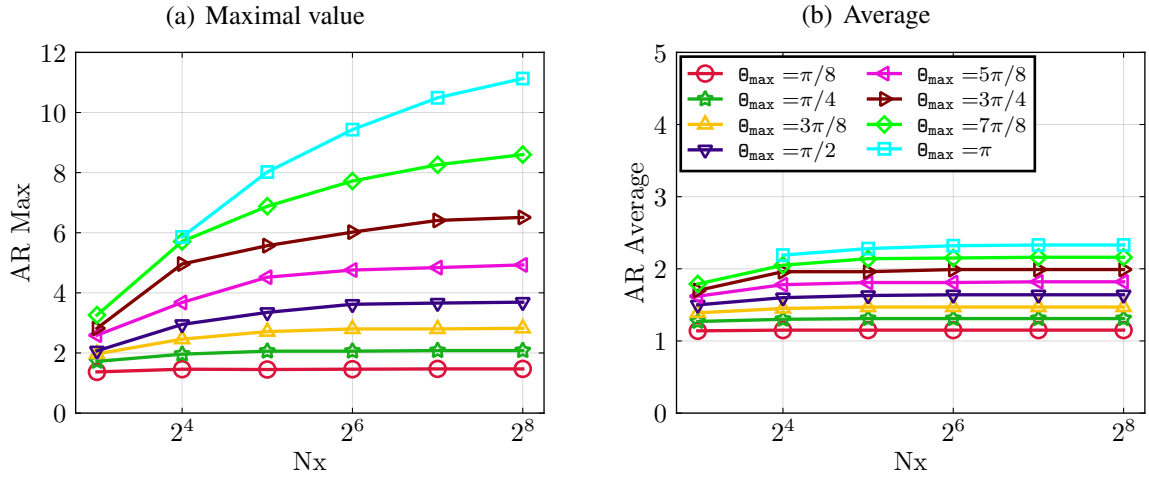 (a) Maximal value
12
10
8
6
4
2
0
2^4
2^6
2^8
AR Max
Nx
(b) Average
5
4
3
2
1
0
2^4
2^6
2^8
AR Average
Nx
Θmax =π/8
Θmax =π/4
Θmax =3π/8
Θmax =π/2
Θmax =5π/8
Θmax =3π/4
Θmax =7π/8
Θmax =π